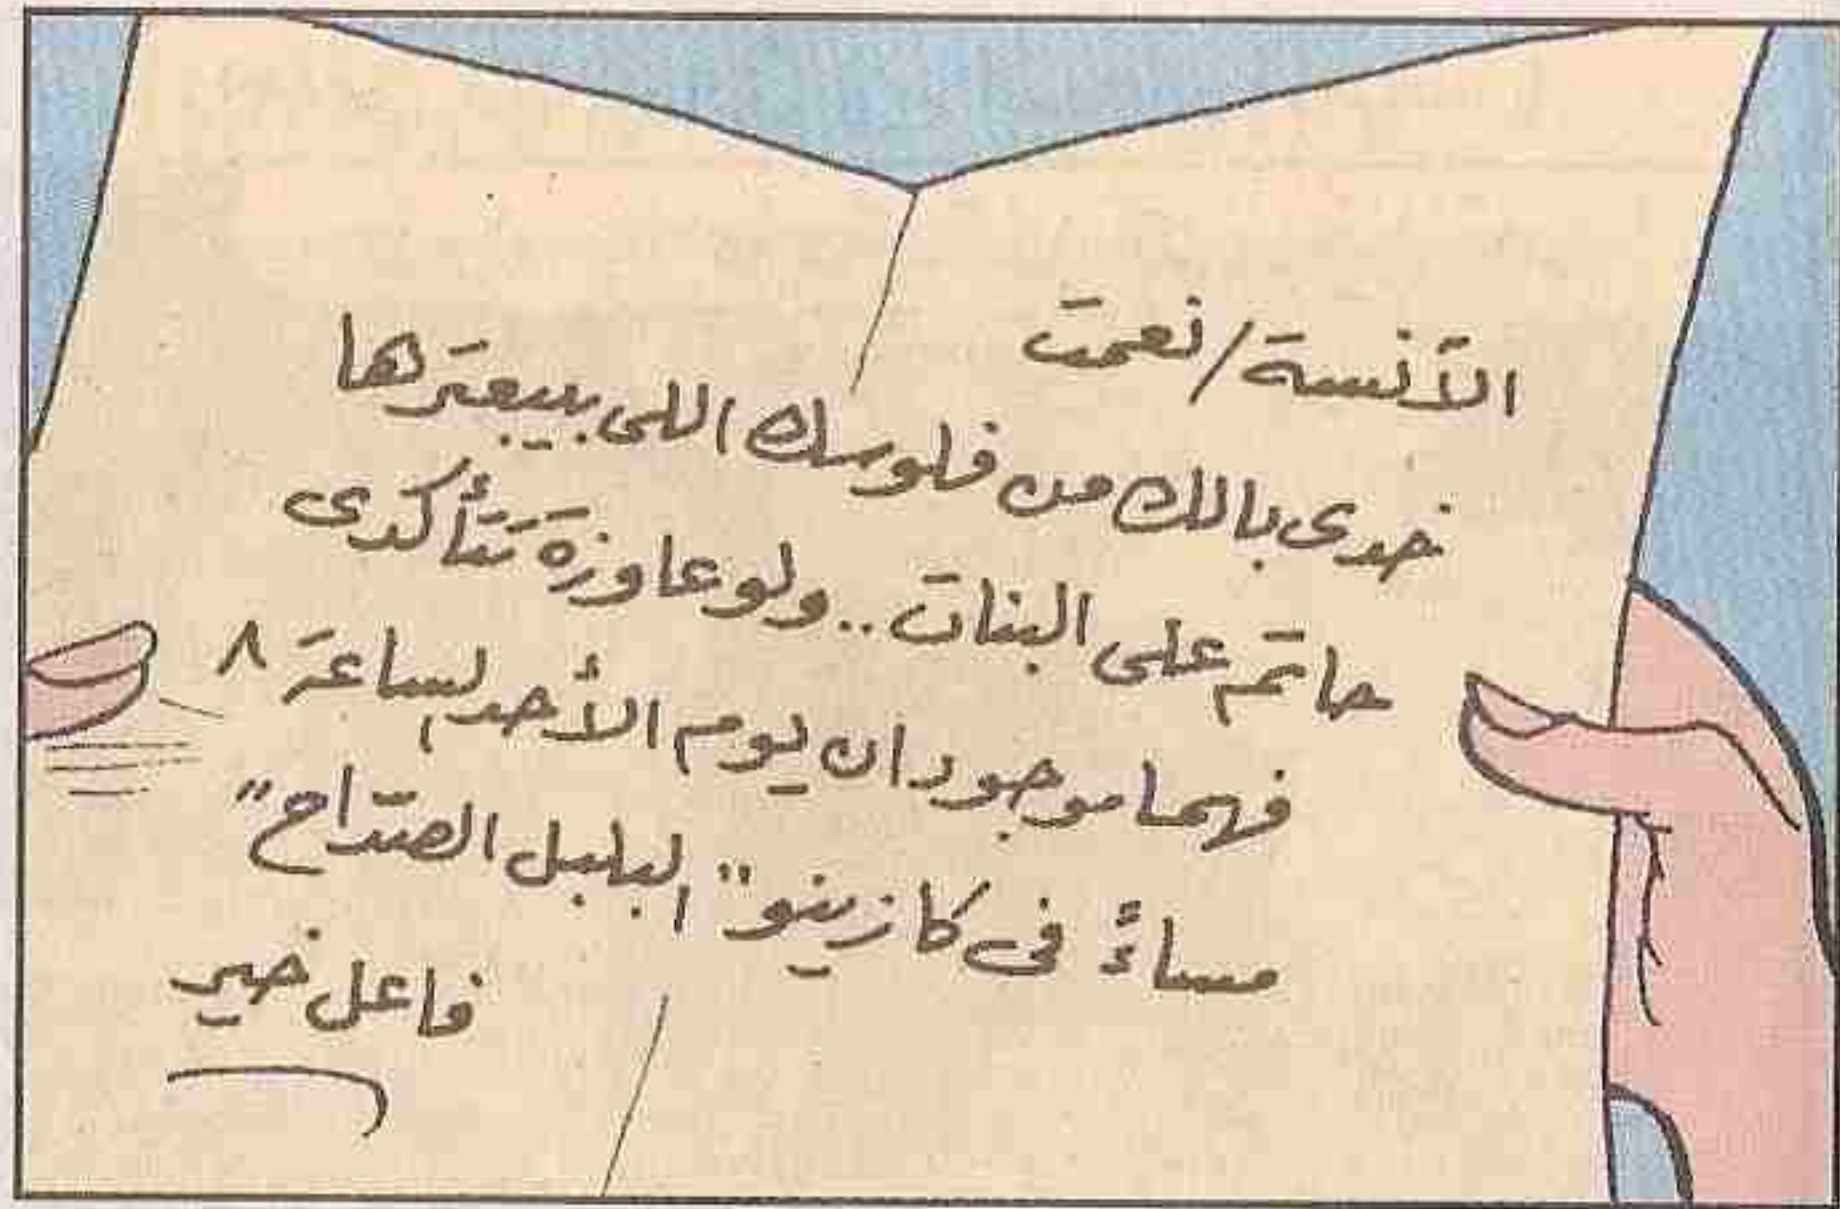 الآنسة / نعمت
خدى بالك من فلوسك اللى بيبعترها
حاتم على البنات .. ولو عاوزة تتأكدى
فهما موجودان يوم الأحد الساعة ٨
مساءً فى كازينو " البلبل الصداح "
فاعل خير